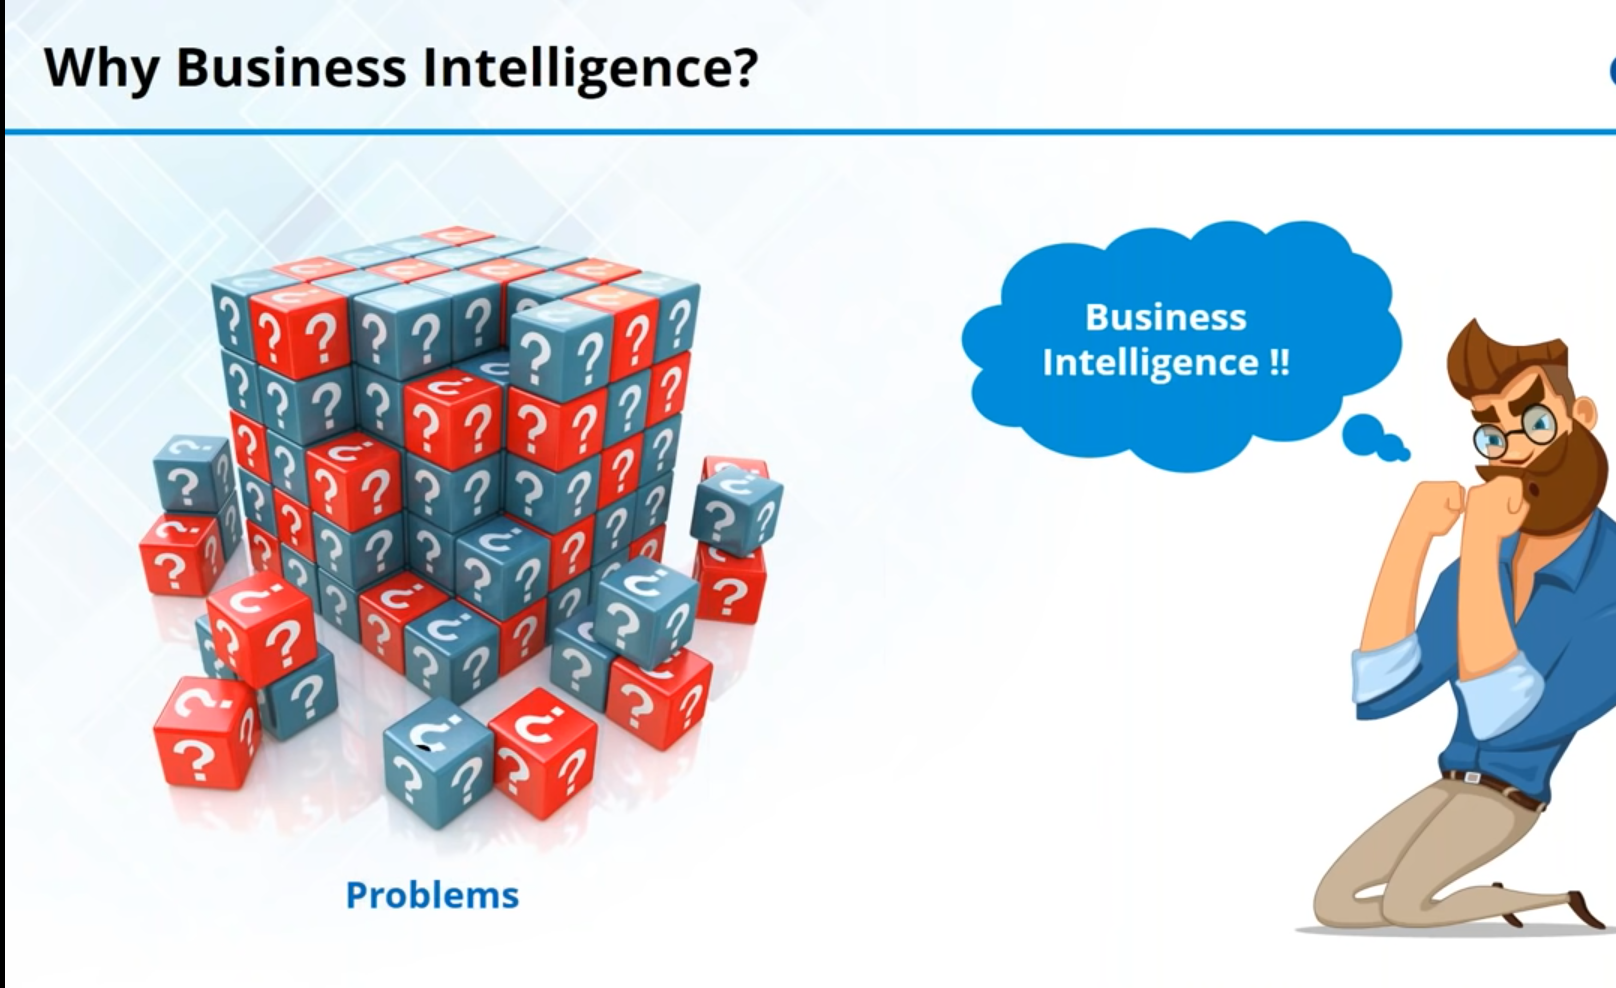 Why Business Intelligence?
Business
Intelligence !!
Problems